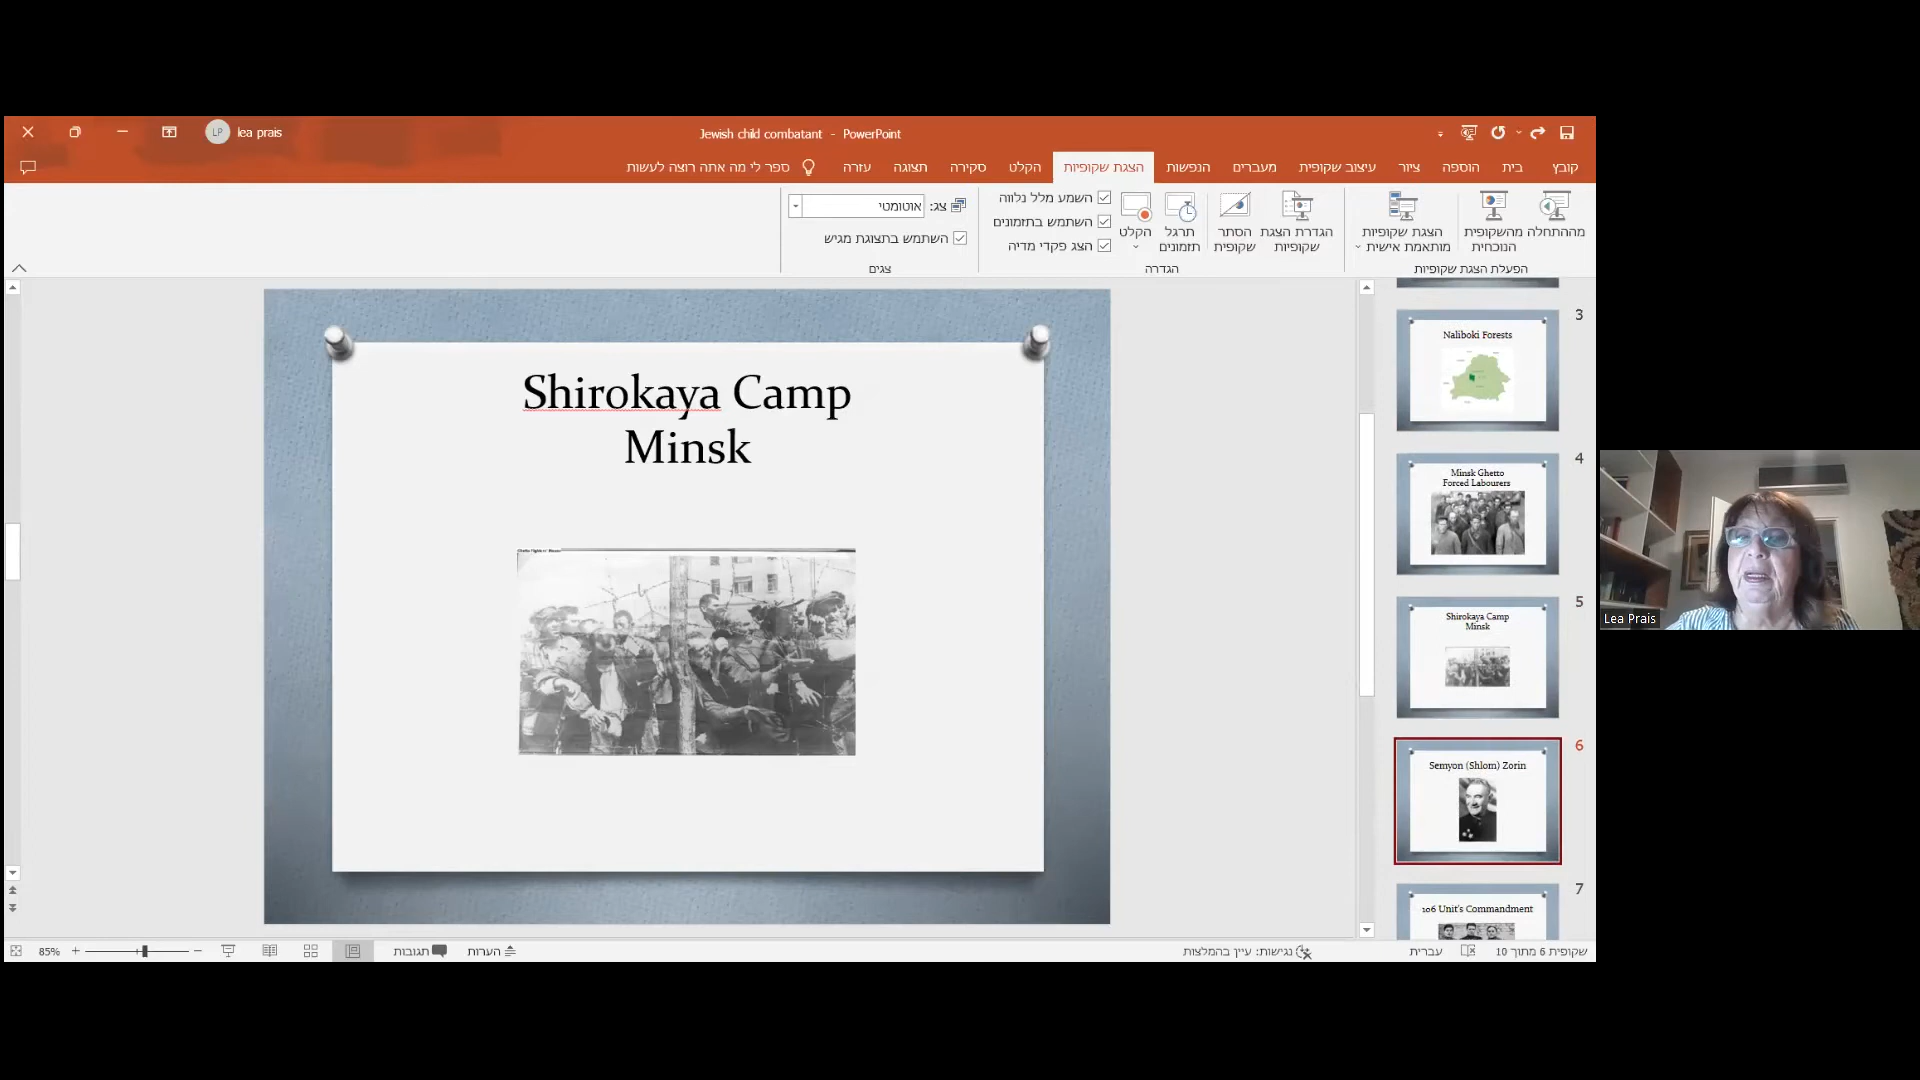 lea prais
LP
Jewish child combatant - PowerPoint
קובץ
בית
הוספה
ציור
עיצוב שקופית
מעברים
הנפשות
הצגת שקופיות
הקלט
סקירה
תצוגה
עזרה
ספר לי מה אתה רוצה לעשות
מההתחלה
מהשקופית
הנוכחית
הצגת שקופיות
מותאמת אישית
הפעלת הצגת שקופיות
הגדרת הצגת
שקופיות
הסתר
שקופית
תרגל
תזמונים
הקלט
השמע מלל נלווה
השתמש בתזמונים
הצג פקדי מדיה
הגדרה
צג:
אוטומטי
השתמש בתצוגת מגיש
צגים
Shirokaya Camp
Minsk
3
Naliboki Forests
4
Minsk Ghetto
Forced Labourers
5
Shirokaya Camp
Minsk
6
Semyon (Shlom) Zorin
7
106 Unit's Commandment
Lea Prais
שקופית 6 מתוך 10
עברית
נגישות: עיין בהמלצות
הערות
תגובות
85%